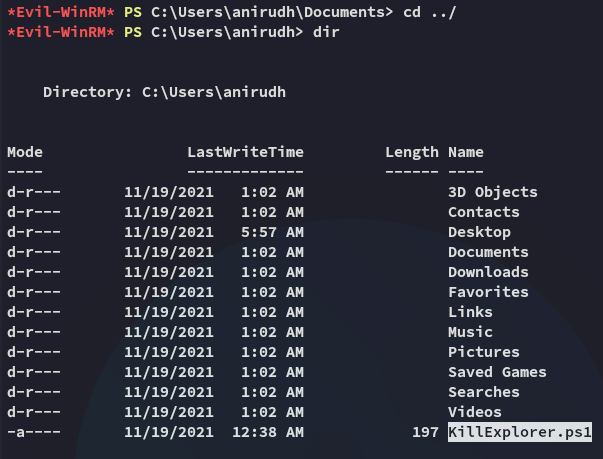 *Evil-WinRM* PS C:\Users\anirudh\Documents> cd ../
*Evil-WinRM* PS C:\Users\anirudh> dir
Directory: C:\Users\anirudh
Mode LastWriteTime Length Name
---- ------------- ------ ----
d-r--- 11/19/2021 1:02 AM 3D Objects
d-r--- 11/19/2021 1:02 AM Contacts
d-r--- 11/19/2021 5:57 AM Desktop
d-r--- 11/19/2021 1:02 AM Documents
d-r--- 11/19/2021 1:02 AM Downloads
d-r--- 11/19/2021 1:02 AM Favorites
d-r--- 11/19/2021 1:02 AM Links
d-r--- 11/19/2021 1:02 AM Music
d-r--- 11/19/2021 1:02 AM Pictures
d-r--- 11/19/2021 1:02 AM Saved Games
d-r--- 11/19/2021 1:02 AM Searches
d-r--- 11/19/2021 1:02 AM Videos
-a---- 11/19/2021 12:38 AM 197 KillExplorer.ps1